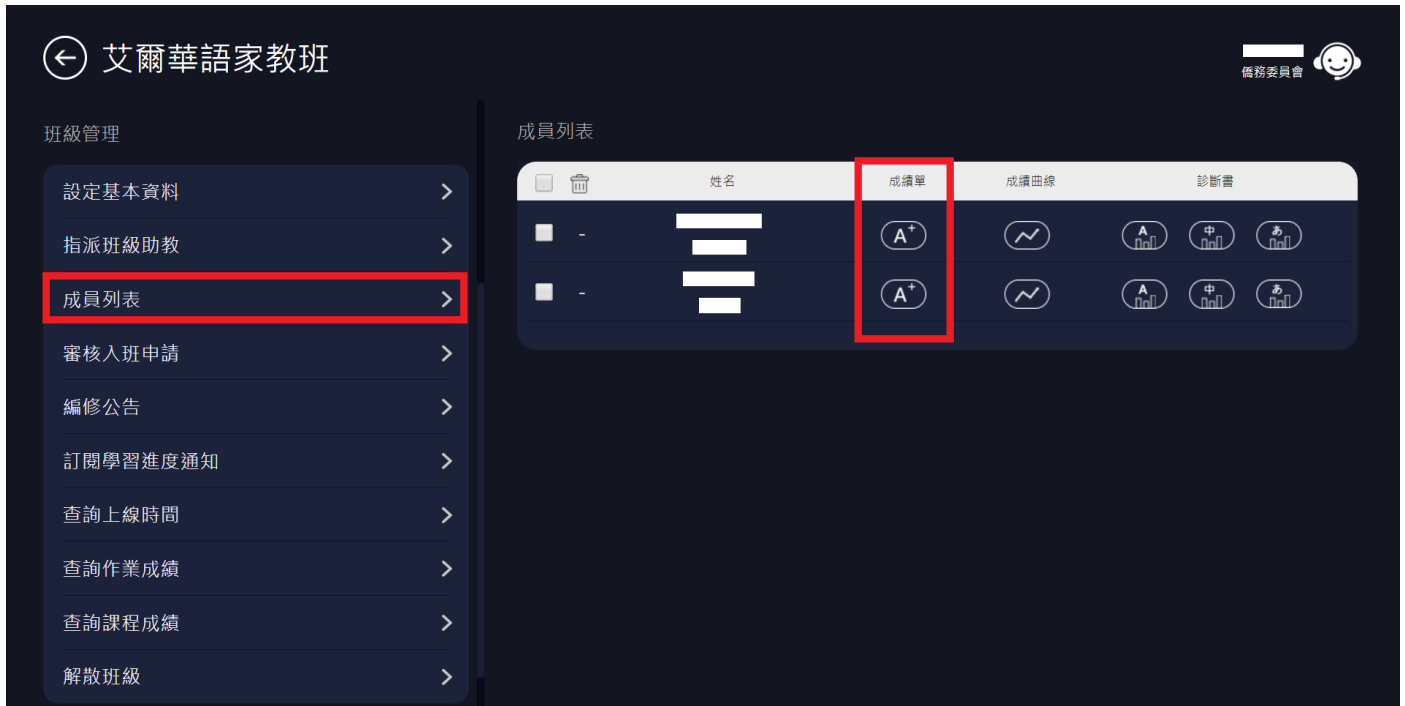 艾爾華語家教班
僑務委員會
班級管理
設定基本資料
指派班級助教
成員列表
審核入班申請
編修公告
訂閱學習進度通知
查詢上線時間
查詢作業成績
查詢課程成績
解散班級
成員列表
姓名 成績單 成績曲線 診斷書
- A+ A 中 あ
- A+ A 中 あ